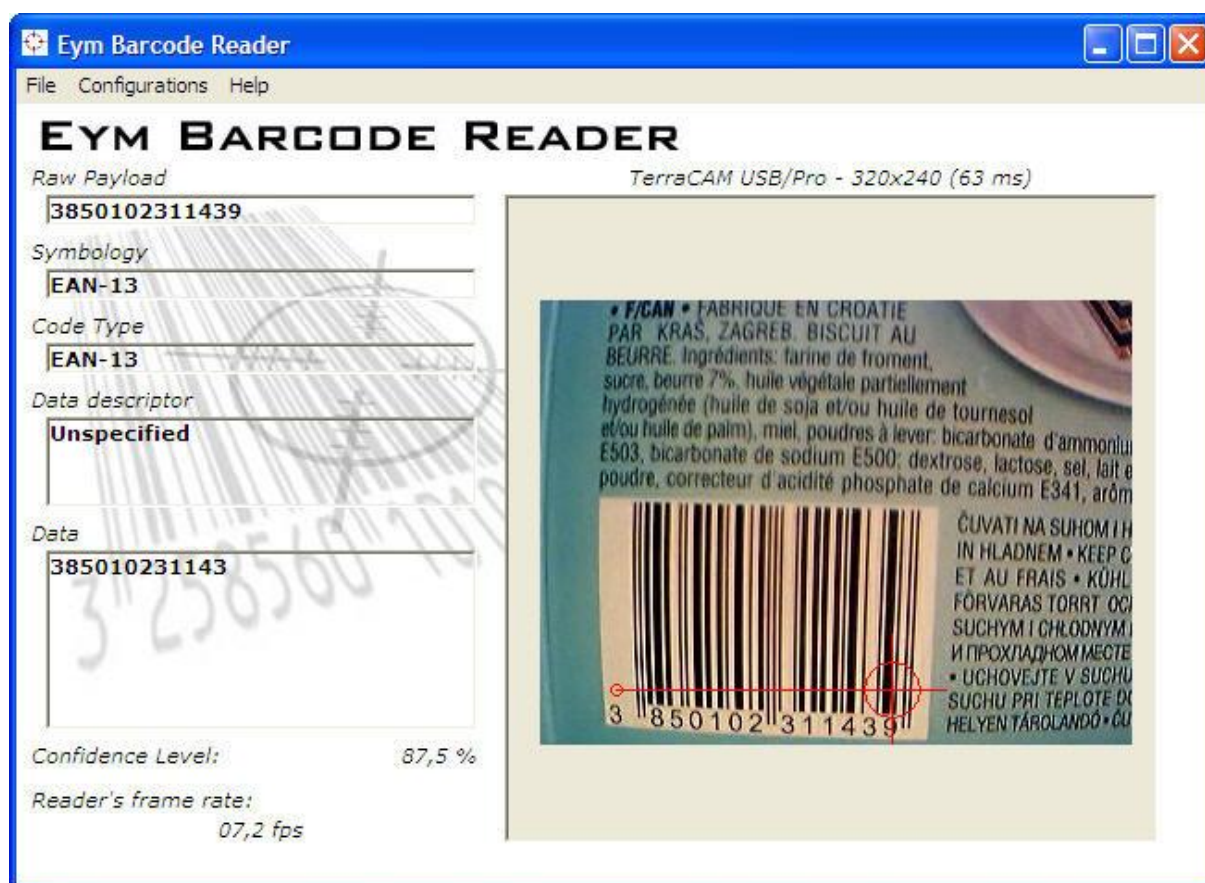 Eym Barcode Reader
File Configurations Help
EYM BARCODE READER
Raw Payload
3850102311439
Symbology
EAN-13
Code Type
EAN-13
Data descriptor
Unspecified
Data
385010231143
3 258560 1010
Confidence Level: 87,5 %
Reader's frame rate:
07,2 fps
TerraCAM USB/Pro - 320x240 (63 ms)
• F/CAN • FABRIQUE EN CROATIE
PAR KRAŠ, ZAGREB. BISCUIT AU
BEURRE. Ingrédients: farine de froment,
sucre, beurre 7%, huile végétale partiellement
hydrogénée (huile de soja et/ou huile de tournesol
et/ou huile de palm), miel, poudres à lever: bicarbonate d'ammoniu
E503, bicarbonate de sodium E500; dextrose, lactose, sel, lait e
poudre, correcteur d'acidité phosphate de calcium E341, arôm
ČUVATI NA SUHOM I H
IN HLADNEM • KEEP C
ET AU FRAIS • KÜHL
FÖRVARAS TORRT OC
SUCHYM I CHŁODNYM
И ПРОХЛАДНОМ МЕСТЕ
• UCHOVEJTE V SUCHU
SUCHU PRI TEPLOTE DO
HELYEN TÁROLANDÓ • ČU
3 850102 311439